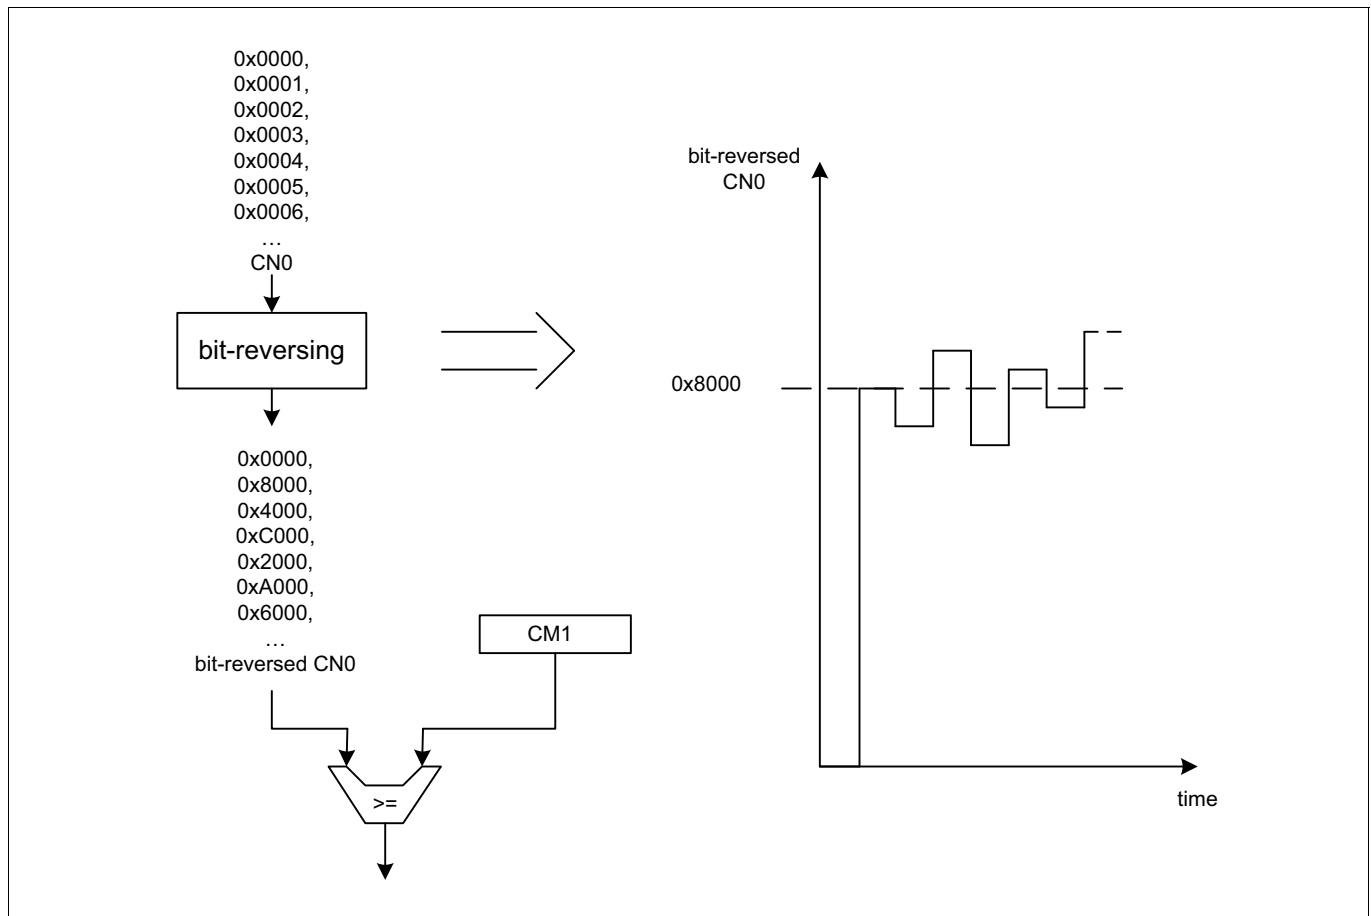 0x0000,
0x0001,
0x0002,
0x0003,
0x0004,
0x0005,
0x0006,
…
CN0
bit-reversing
0x0000,
0x8000,
0x4000,
0xC000,
0x2000,
0xA000,
0x6000,
…
bit-reversed CN0
CM1
>=
bit-reversed
CN0
0x8000
time